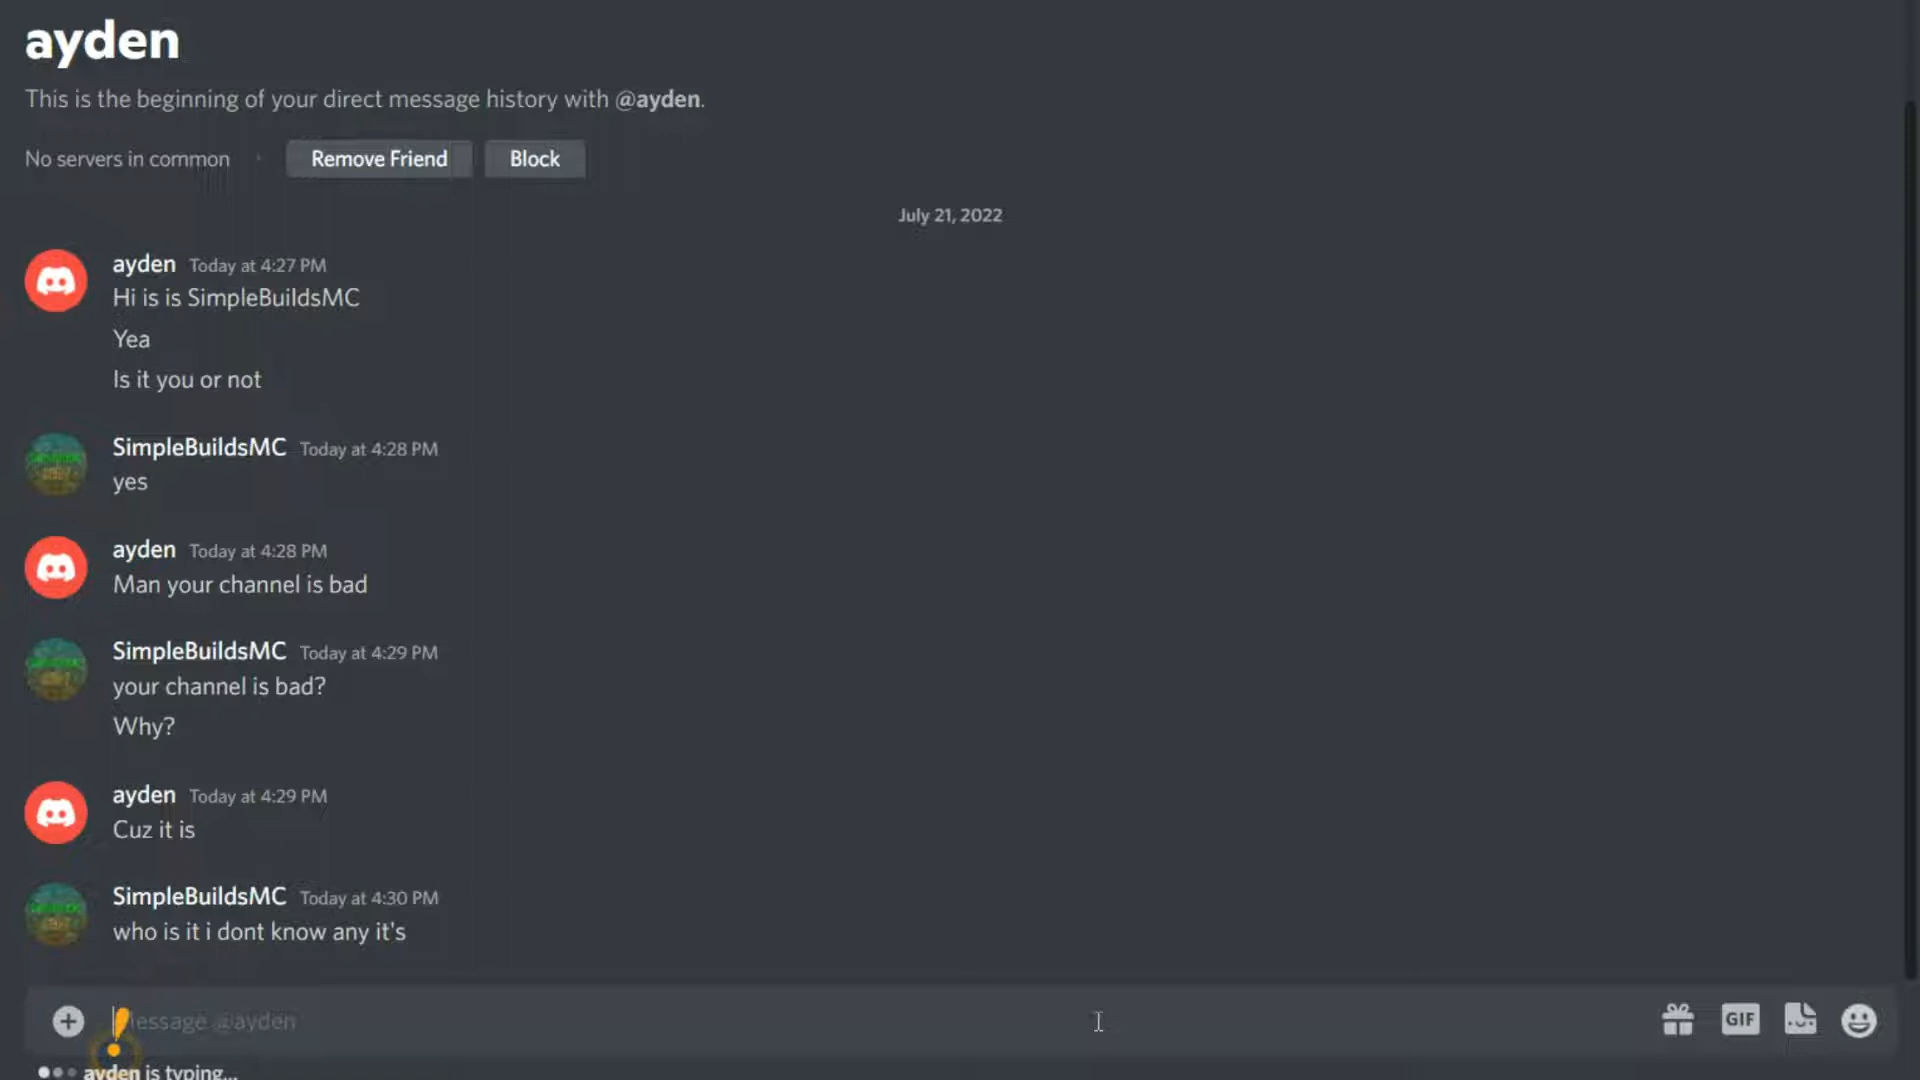 ayden
This is the beginning of your direct message history with @ayden.
No servers in common Remove Friend Block
July 21, 2022
ayden Today at 4:27 PM
Hi is is SimpleBuildsMC
Yea
Is it you or not
SimpleBuildsMC Today at 4:28 PM
yes
ayden Today at 4:28 PM
Man your channel is bad
SimpleBuildsMC Today at 4:29 PM
your channel is bad?
Why?
ayden Today at 4:29 PM
Cuz it is
SimpleBuildsMC Today at 4:30 PM
who is it i dont know any it's
Message @ayden GIF
ayden is typing...